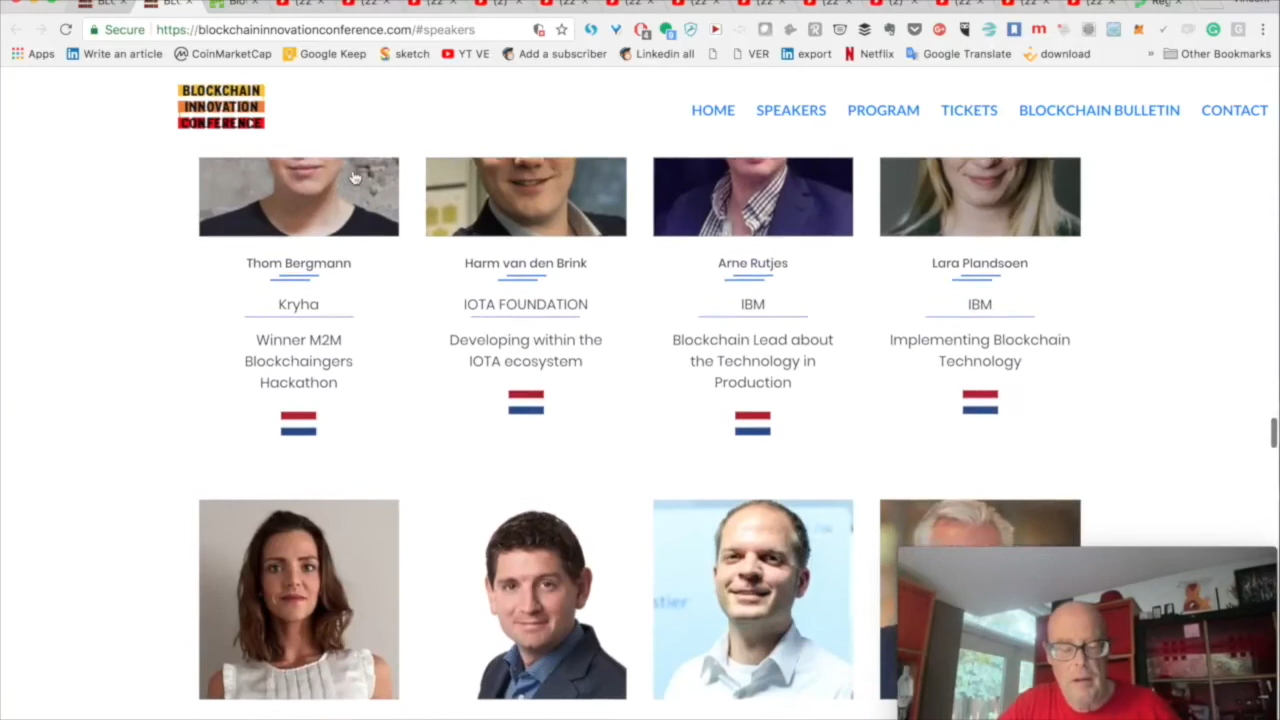 Secure
https://blockchaininnovationconference.com/#speakers
Apps
Write an article
CoinMarketCap
Google Keep
sketch
YT VE
Add a subscriber
Linkedin all
VER
export
Netflix
Google Translate
download
»
Other Bookmarks
BLOCKCHAIN
INNOVATION
CONFERENCE
HOME
SPEAKERS
PROGRAM
TICKETS
BLOCKCHAIN BULLETIN
CONTACT
Thom Bergmann
Kryha
Winner M2M
Blockchaingers
Hackathon
Harm van den Brink
IOTA FOUNDATION
Developing within the
IOTA ecosystem
Arne Rutjes
IBM
Blockchain Lead about
the Technology in
Production
Lara Plandsoen
IBM
Implementing Blockchain
Technology